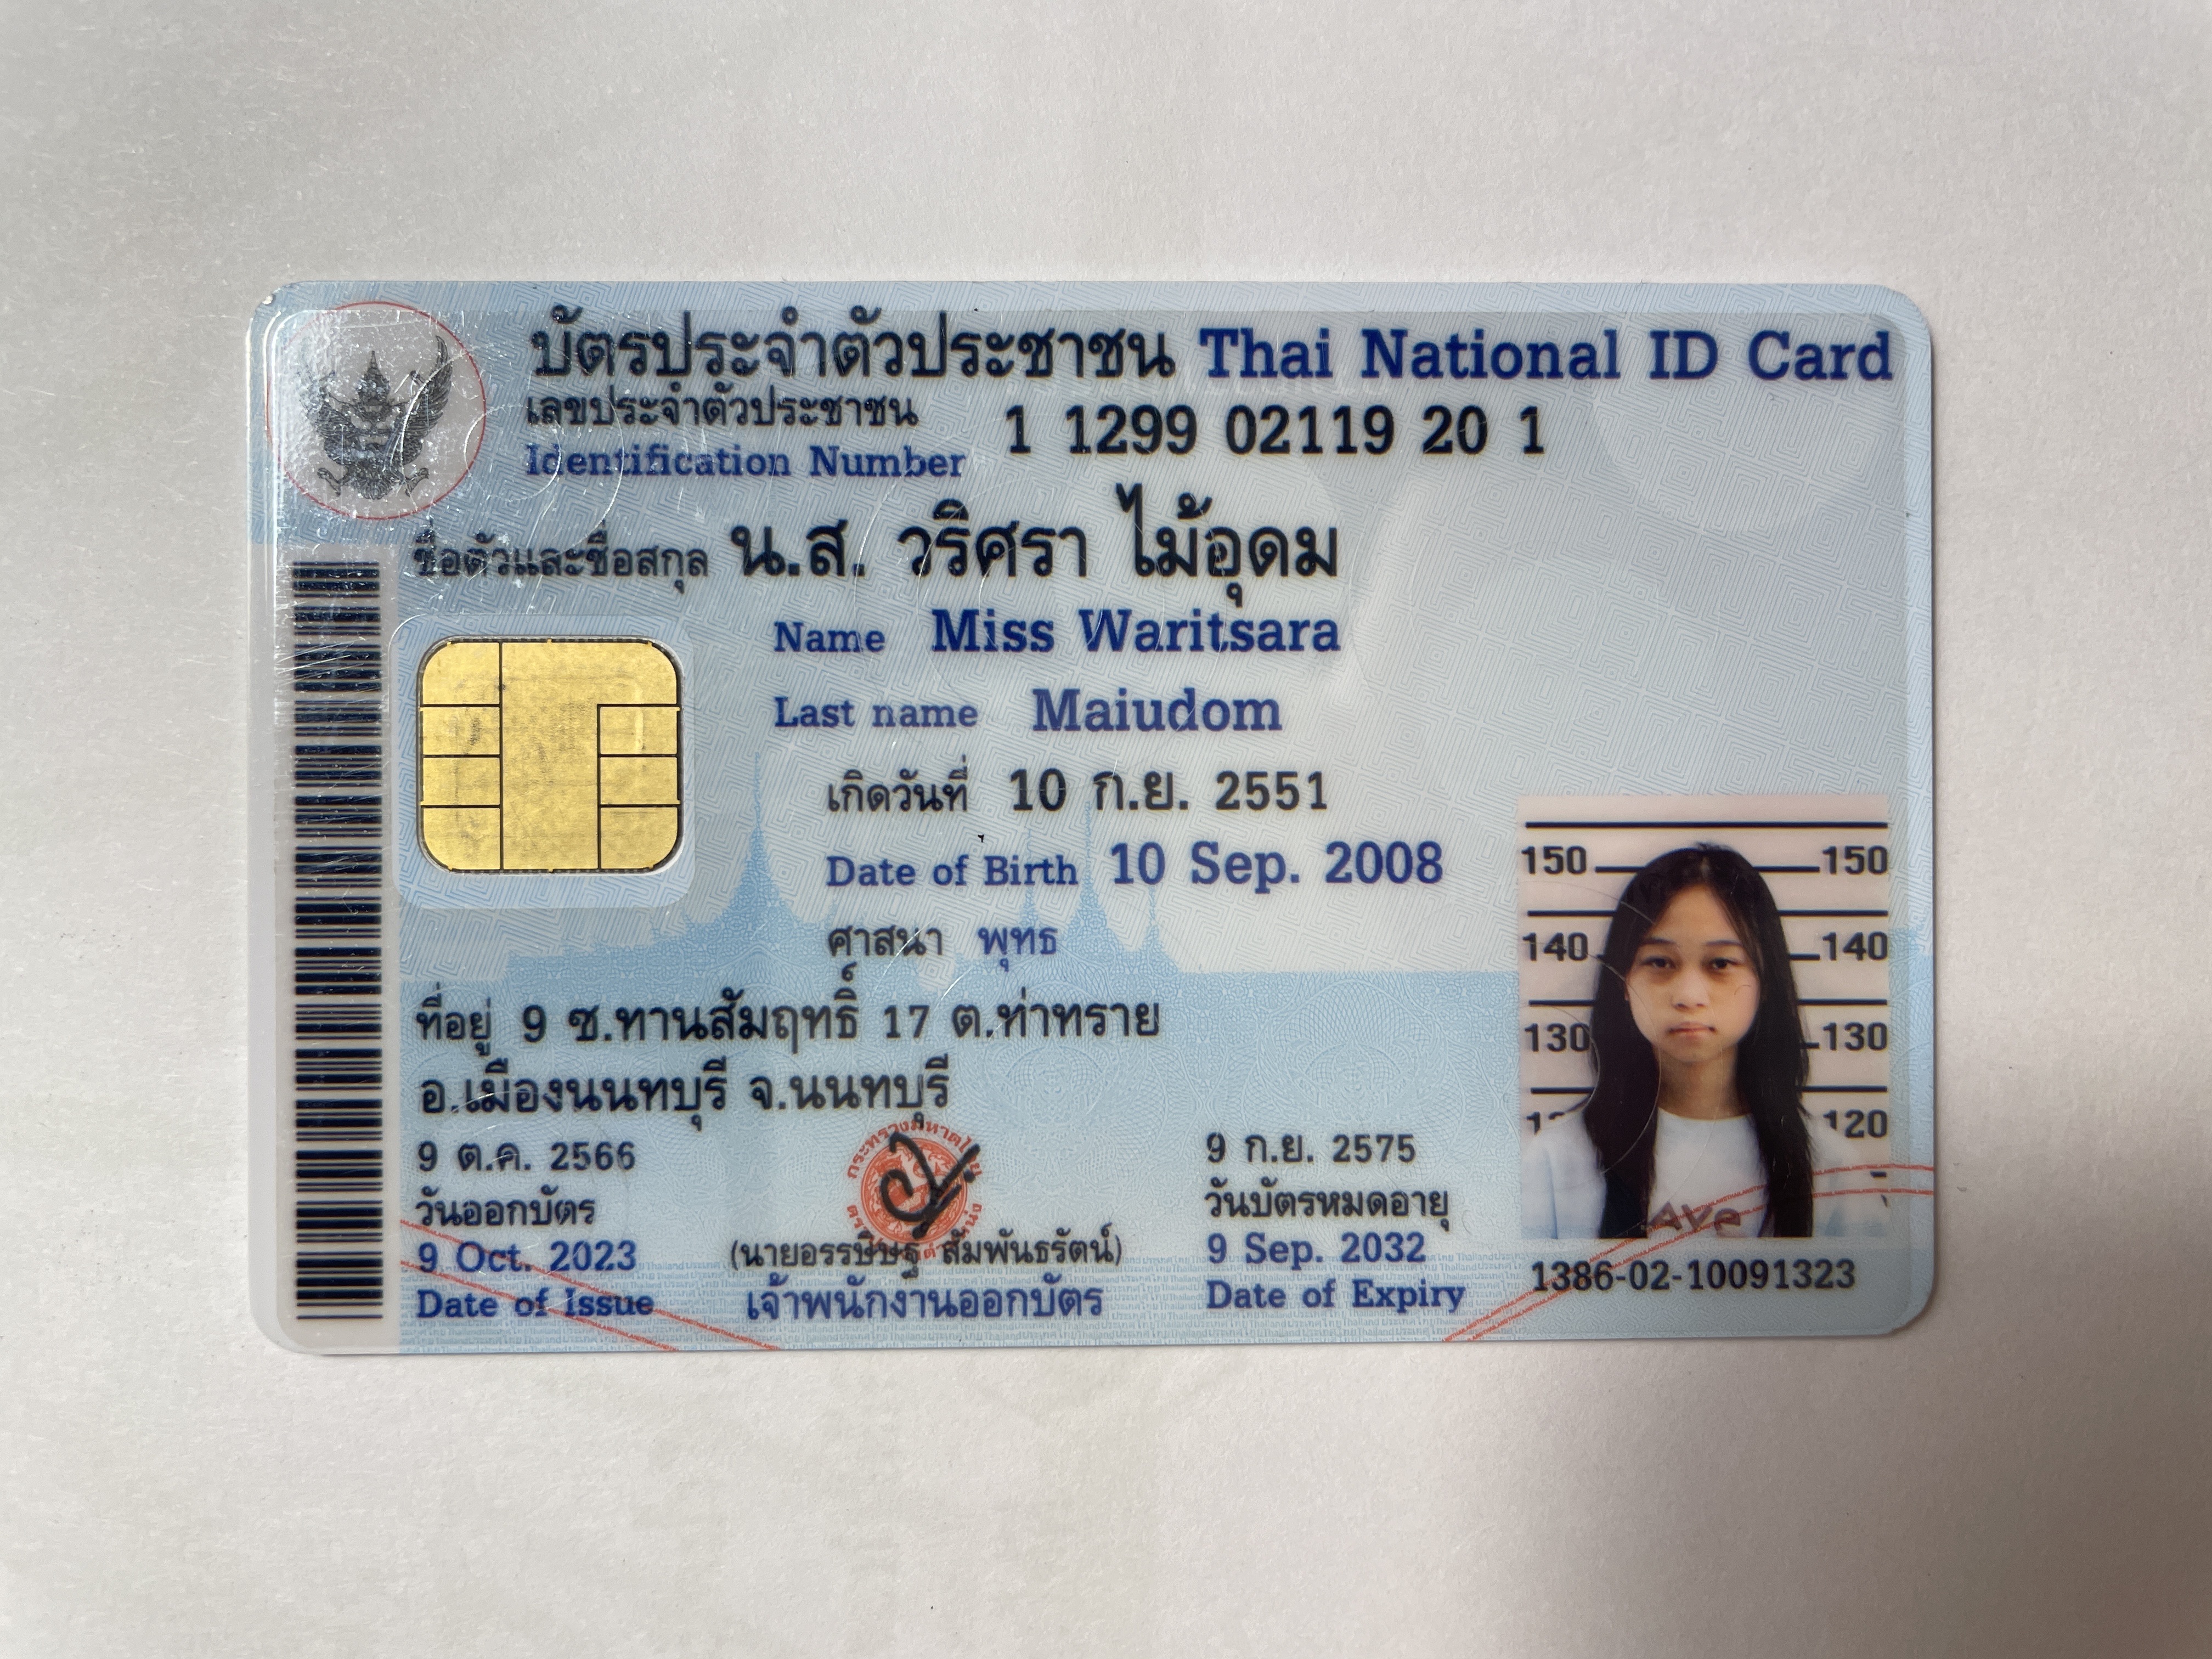 บัตรประจำตัวประชาชน Thai National ID Card
เลขประจำตัวประชาชน
Identification Number
1 1299 02119 20 1
ชื่อตัวและชื่อสกุล น.ส. วริศรา ไม้อุดม
Name Miss Waritsara
Last name Maiudom
เกิดวันที่ 10 ก.ย. 2551
Date of Birth 10 Sep. 2008
ศาสนา พุทธ
ที่อยู่ 9 ซ.ทานสัมฤทธิ์ 17 ต.ท่าทราย
อ.เมืองนนทบุรี จ.นนทบุรี
9 ต.ค. 2566
วันออกบัตร
9 Oct. 2023
Date of Issue
(นายอรรษิษฐ์ สัมพันธรัตน์)
เจ้าพนักงานออกบัตร
9 ก.ย. 2575
วันบัตรหมดอายุ
9 Sep. 2032
Date of Expiry
150 150
140 140
130 130
120
1386-02-10091323